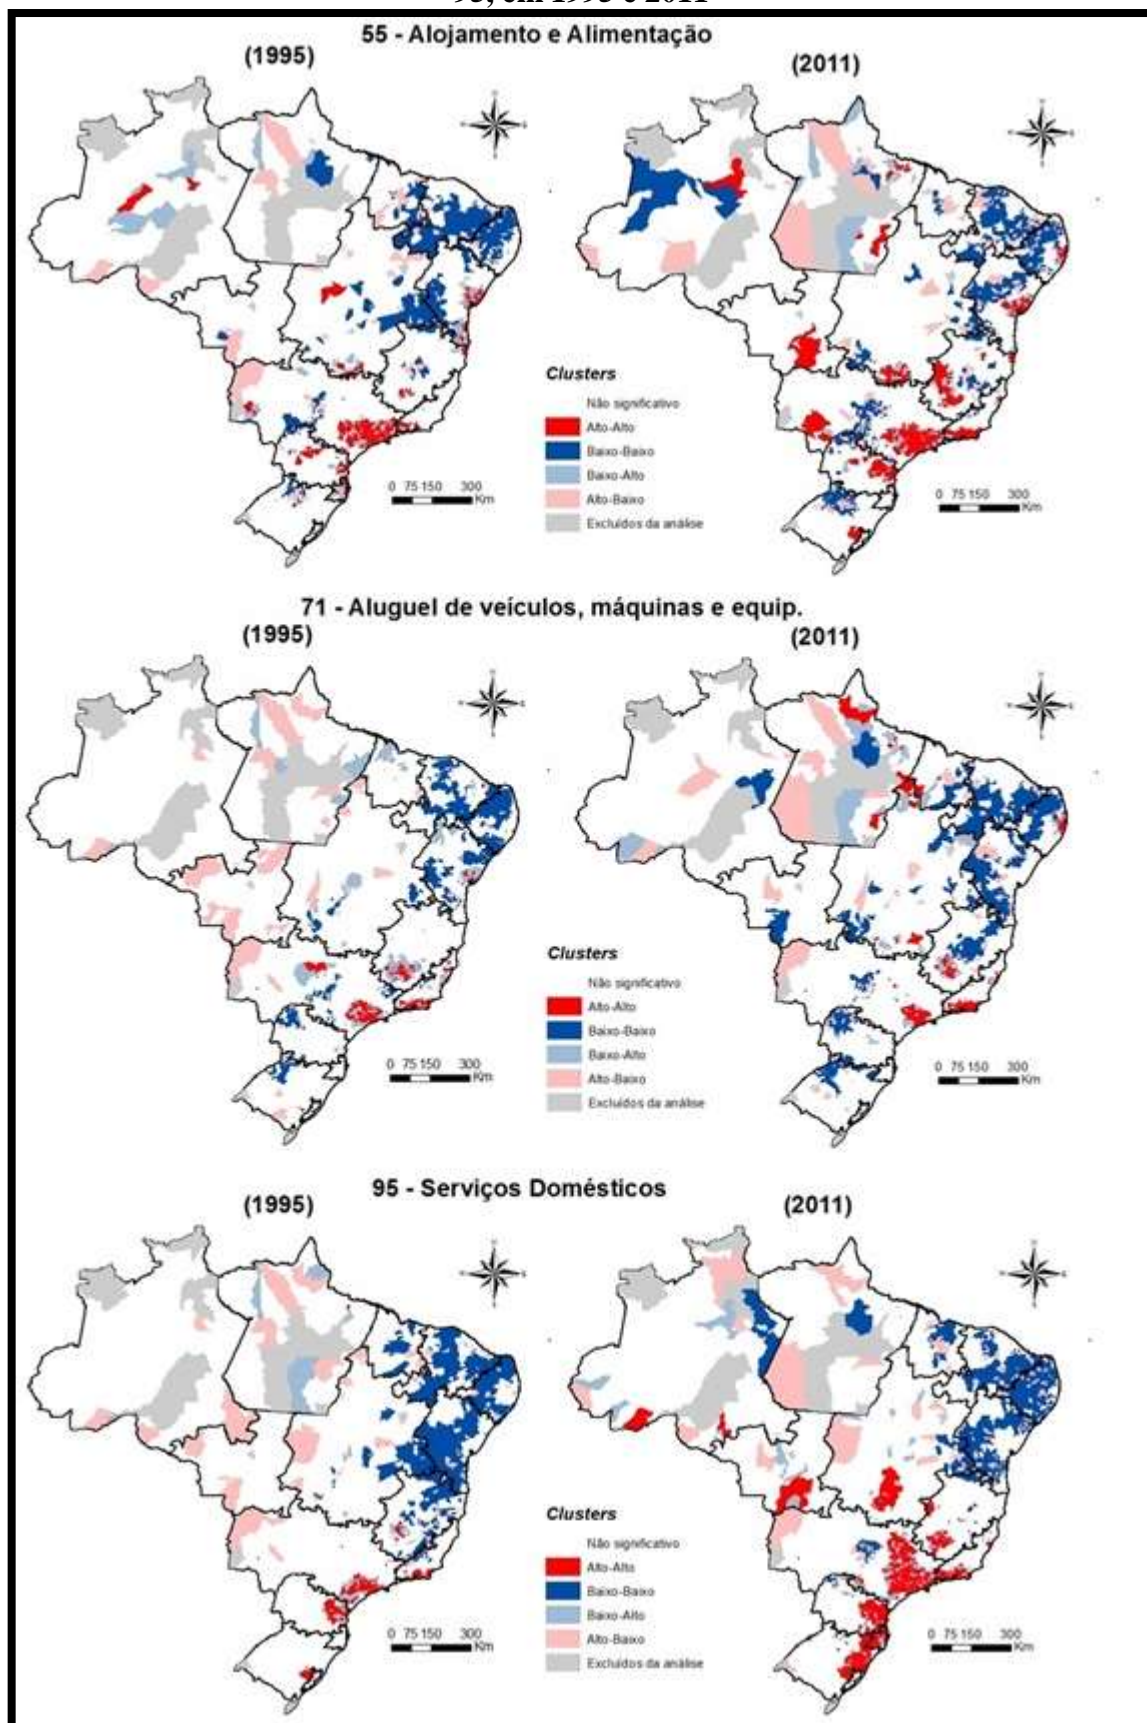 95, em 1995 e 2011
55 - Alojamento e Alimentação
(1995)
(2011)
Clusters
Não significativo
Alto-Alto
Baixo-Baixo
Baixo-Alto
Alto-Baixo
Excluídos da análise
0 75 150 300
Km
0 75 150 300
Km
71 - Aluguel de veículos, máquinas e equip.
(1995)
(2011)
Clusters
Não significativo
Alto-Alto
Baixo-Baixo
Baixo-Alto
Alto-Baixo
Excluídos da análise
0 75 150 300
Km
0 75 150 300
Km
95 - Serviços Domésticos
(1995)
(2011)
Clusters
Não significativo
Alto-Alto
Baixo-Baixo
Baixo-Alto
Alto-Baixo
Excluídos da análise
0 75 150 300
Km
0 75 150 300
Km